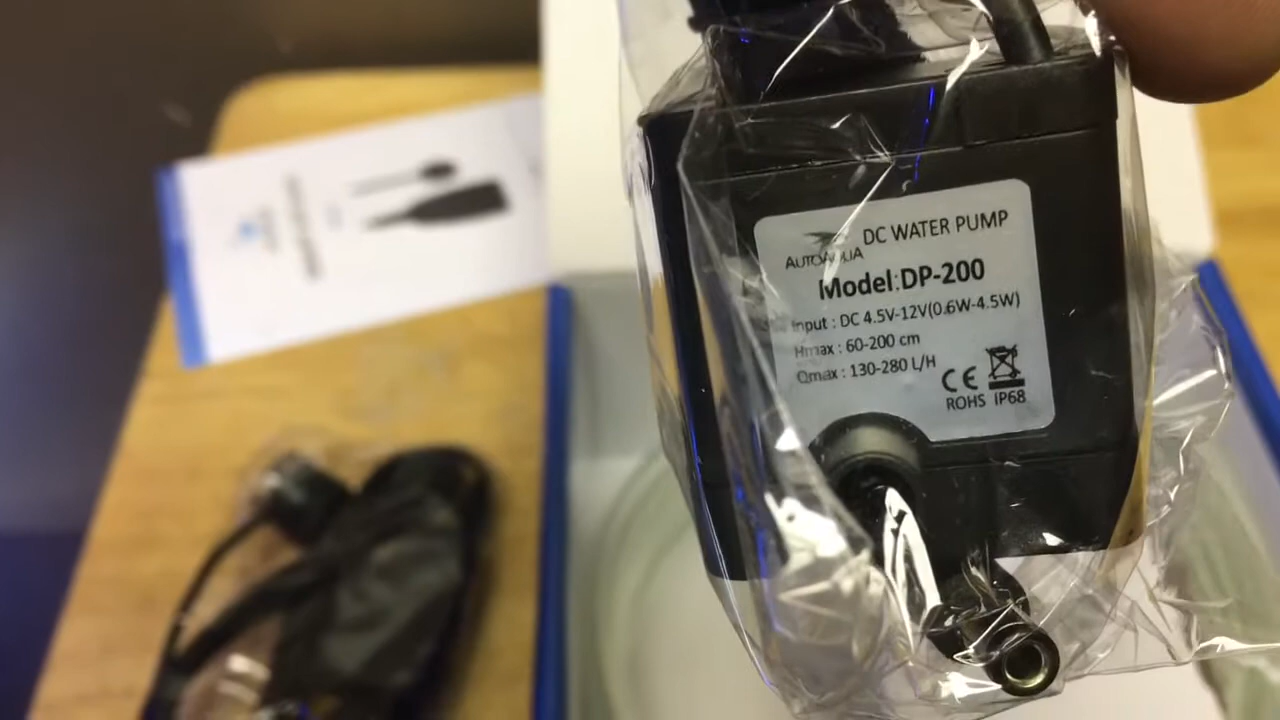 DC WATER PUMP
AUTOAQUA
Model:DP-200
Input : DC 4.5V-12V(0.6W-4.5W)
Hmax : 60-200 cm
Qmax : 130-280 L/H
CE
ROHS IP68